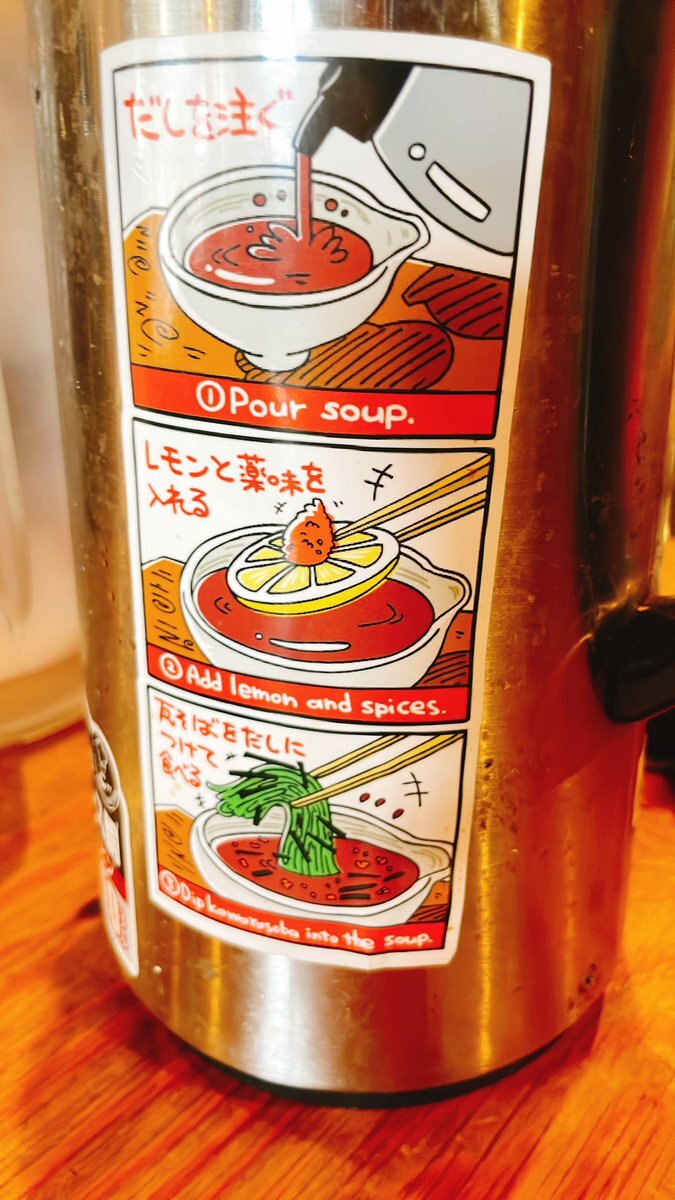 だしを注ぐ
①Pour soup.
レモンと薬味を
入れる
②Add lemon and spices.
瓦そばをだしに
つけて
食べる
③Dip kawarasoba into the soup.